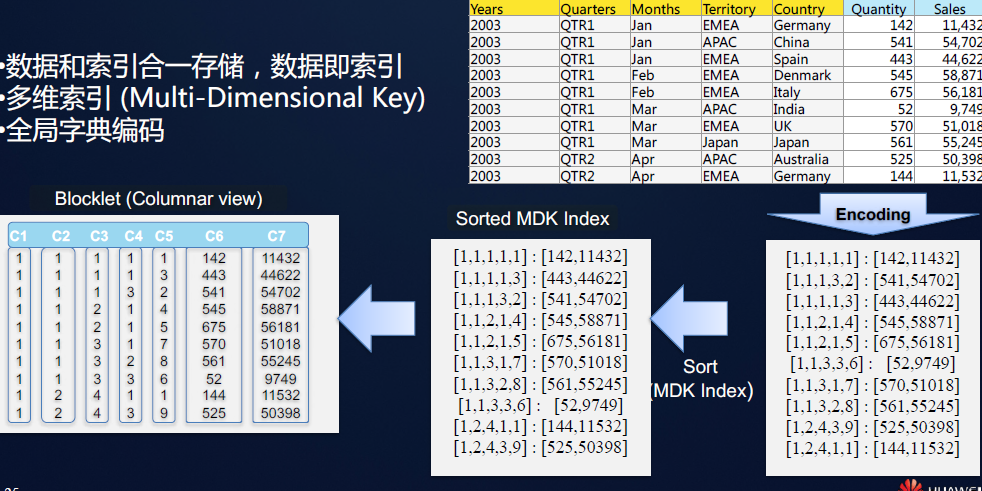 •数据和索引合一存储，数据即索引
•多维索引 (Multi-Dimensional Key)
•全局字典编码
Years Quarters Months Territory Country Quantity Sales
2003 QTR1 Jan EMEA Germany 142 11,432
2003 QTR1 Jan APAC China 541 54,702
2003 QTR1 Jan EMEA Spain 443 44,622
2003 QTR1 Feb EMEA Denmark 545 58,871
2003 QTR1 Feb EMEA Italy 675 56,181
2003 QTR1 Mar APAC India 52 9,749
2003 QTR1 Mar EMEA UK 570 51,018
2003 QTR1 Mar Japan Japan 561 55,245
2003 QTR2 Apr APAC Australia 525 50,398
2003 QTR2 Apr EMEA Germany 144 11,532
Blocklet (Columnar view)
C1 C2 C3 C4 C5 C6 C7
1 1 1 1 1 142 11432
1 1 1 1 3 443 44622
1 1 1 3 2 541 54702
1 1 2 1 4 545 58871
1 1 2 1 5 675 56181
1 1 3 1 7 570 51018
1 1 3 2 8 561 55245
1 1 3 3 6 52 9749
1 2 4 1 1 144 11532
1 2 4 3 9 525 50398
Sorted MDK Index
[1,1,1,1,1] : [142,11432]
[1,1,1,1,3] : [443,44622]
[1,1,1,3,2] : [541,54702]
[1,1,2,1,4] : [545,58871]
[1,1,2,1,5] : [675,56181]
[1,1,3,1,7] : [570,51018]
[1,1,3,2,8] : [561,55245]
[1,1,3,3,6] : [52,9749]
[1,2,4,1,1] : [144,11532]
[1,2,4,3,9] : [525,50398]
Sort
(MDK Index)
Encoding
[1,1,1,1,1] : [142,11432]
[1,1,1,3,2] : [541,54702]
[1,1,1,1,3] : [443,44622]
[1,1,2,1,4] : [545,58871]
[1,1,2,1,5] : [675,56181]
[1,1,3,3,6] : [52,9749]
[1,1,3,1,7] : [570,51018]
[1,1,3,2,8] : [561,55245]
[1,2,4,3,9] : [525,50398]
[1,2,4,1,1] : [144,11532]